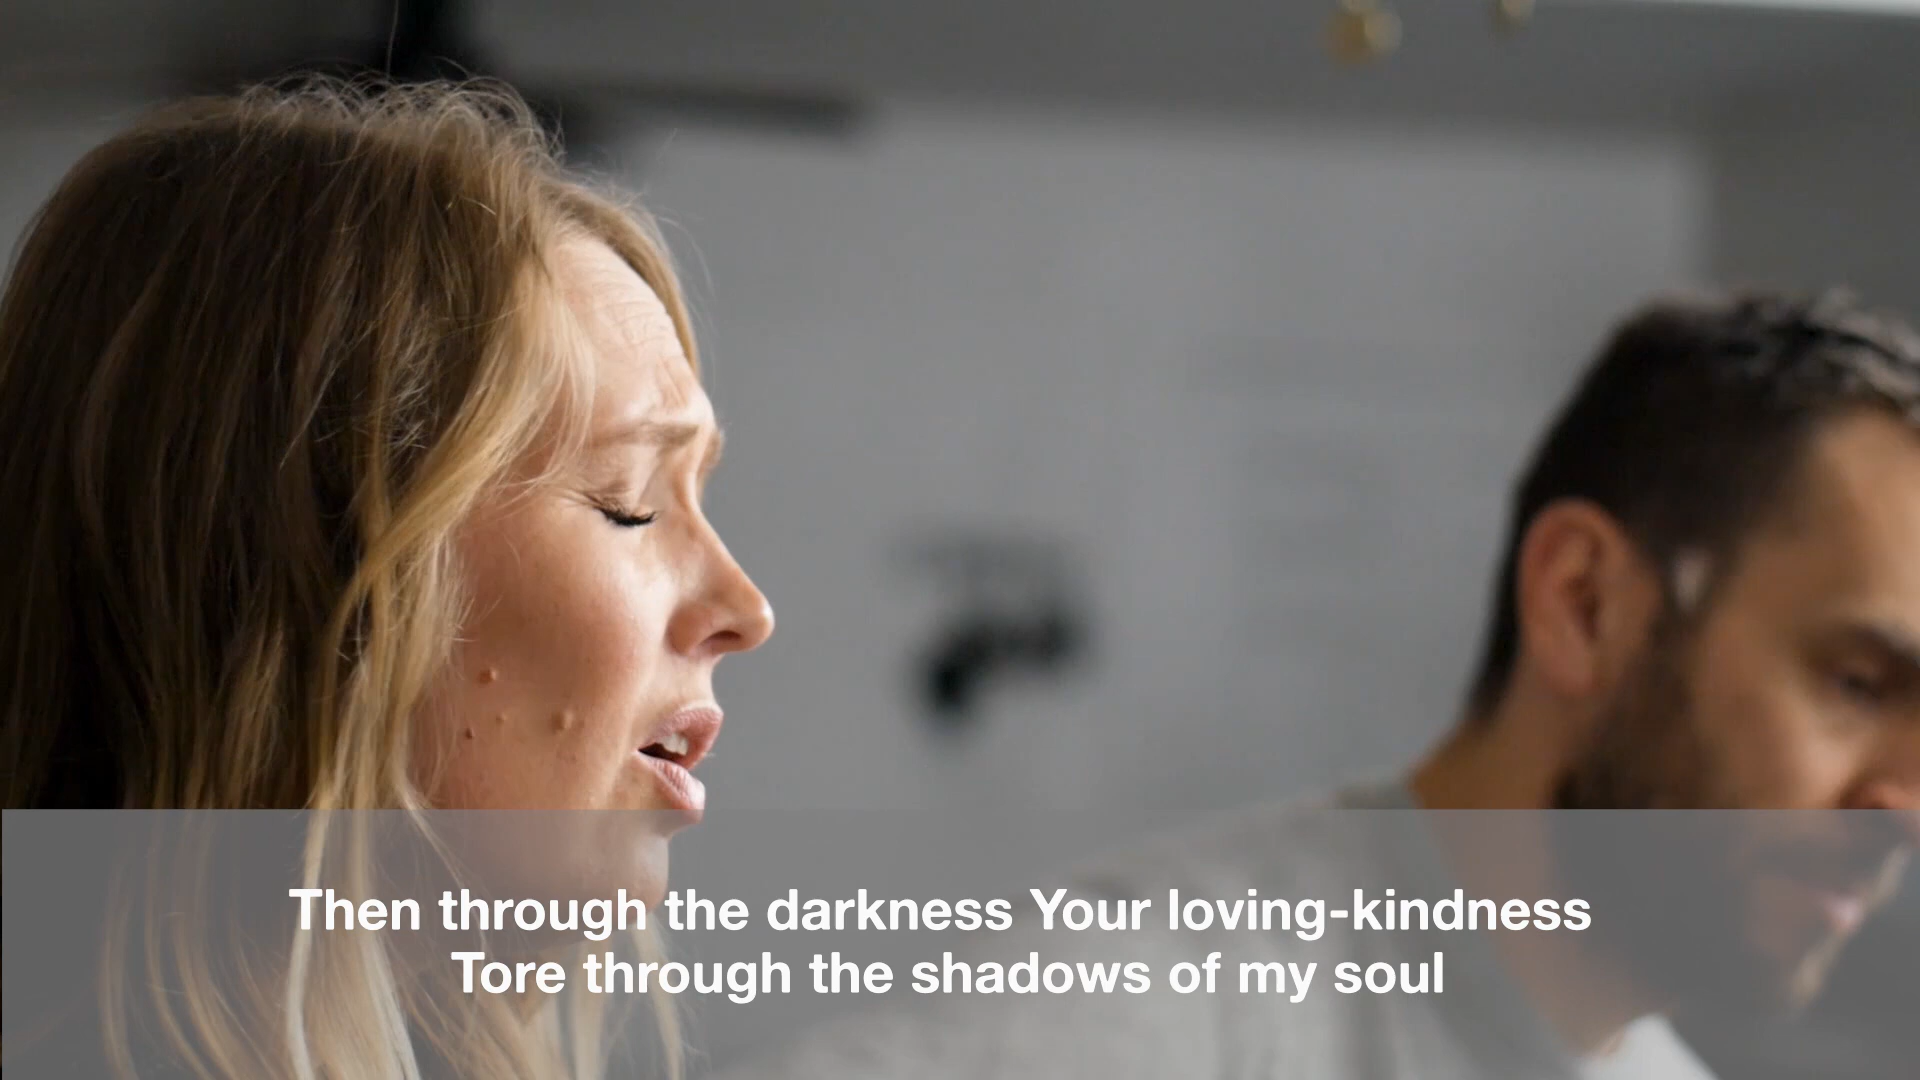 Then through the darkness Your loving-kindness
Tore through the shadows of my soul